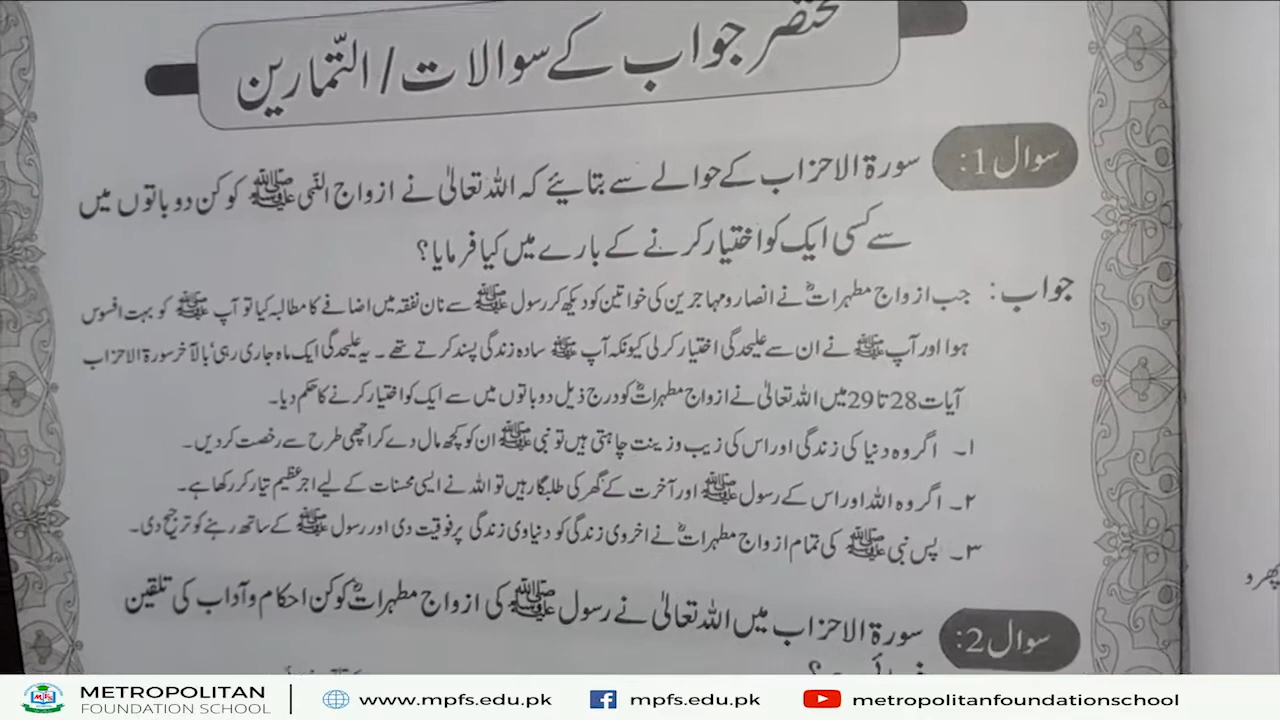 مختصر جواب کے سوالات/التّمارین
سوال 1: سورۃ الاحزاب کے حوالے سے بتایئے کہ اللہ تعالیٰ نے ازواج النّبی ﷺ کو کن دو باتوں میں
سے کسی ایک کو اختیار کرنے کے بارے میں کیا فرمایا؟
جواب: جب ازواج مطہراتؓ نے انصار و مہاجرین کی خواتین کو دیکھ کر رسول ﷺ سے نان نفقہ میں اضافے کا مطالبہ کیا تو آپ ﷺ کو بہت افسوس
ہوا اور آپ ﷺ نے ان سے علیحدگی اختیار کر لی کیونکہ آپ ﷺ سادہ زندگی پسند کرتے تھے۔ یہ علیحدگی ایک ماہ جاری رہی، بالآخر سورۃ الاحزاب
آیات 28 تا 29 میں اللہ تعالیٰ نے ازواج مطہراتؓ کو درج ذیل دو باتوں میں سے ایک کو اختیار کرنے کا حکم دیا۔
۱۔ اگر وہ دنیا کی زندگی اور اس کی زیب و زینت چاہتی ہیں تو نبی ﷺ ان کو کچھ مال دے کر اچھی طرح سے رخصت کر دیں۔
۲۔ اگر وہ اللہ اور اس کے رسول ﷺ اور آخرت کے گھر کی طلبگار ہیں تو اللہ نے ایسی محسنات کے لیے اجر عظیم تیار کر رکھا ہے۔
۳۔ پس نبی ﷺ کی تمام ازواج مطہراتؓ نے اخروی زندگی کو دنیاوی زندگی پر فوقیت دی اور رسول ﷺ کے ساتھ رہنے کو ترجیح دی۔
سوال 2: سورۃ الاحزاب میں اللہ تعالیٰ نے رسول ﷺ کی ازواج مطہراتؓ کو کن احکام و آداب کی تلقین
پھرو
METROPOLITAN
FOUNDATION SCHOOL
www.mpfs.edu.pk
mpfs.edu.pk
metropolitanfoundationschool